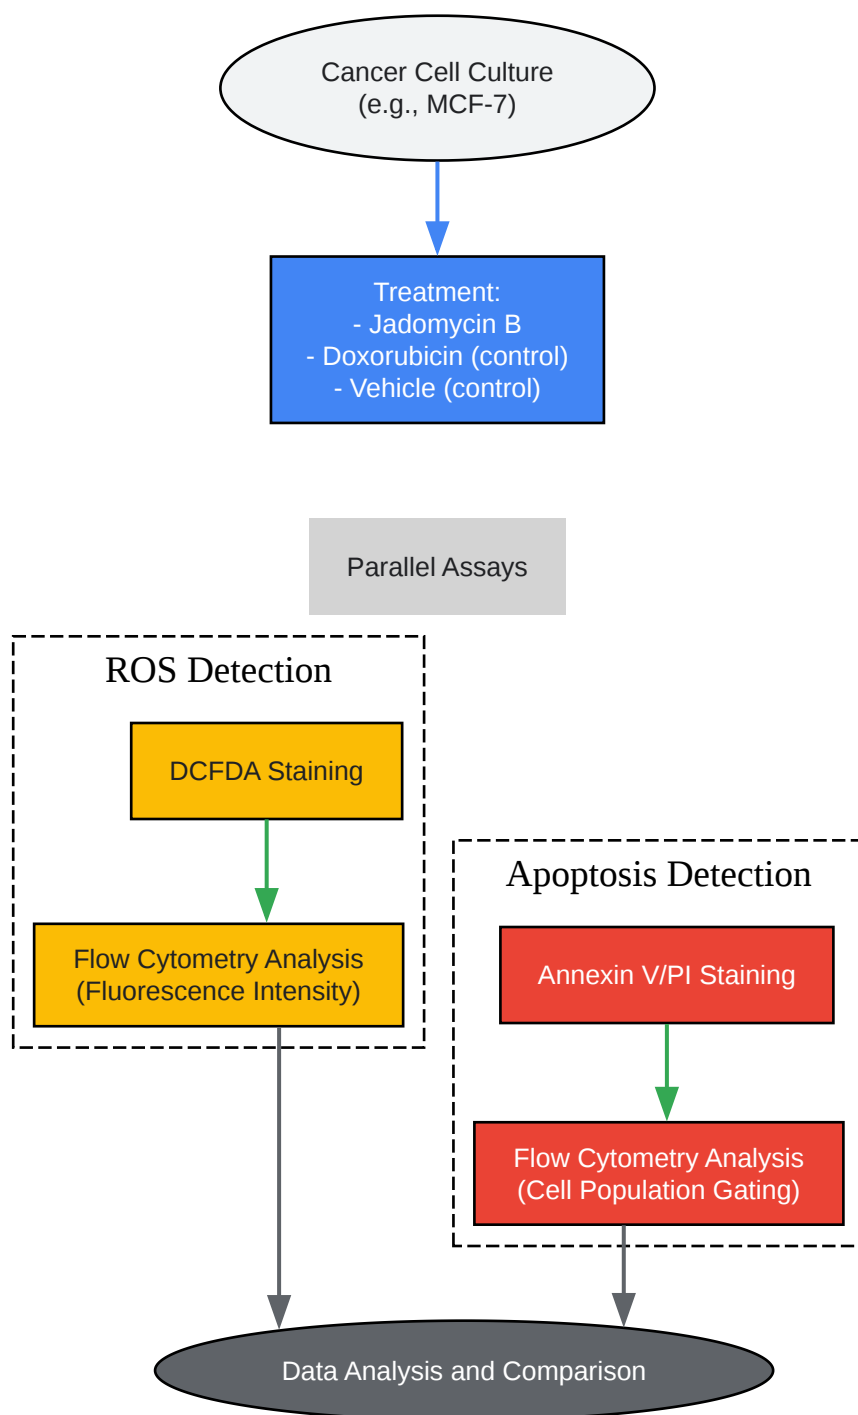 Cancer Cell Culture
(e.g., MCF-7)
Treatment:
- Jadomycin B
- Doxorubicin (control)
- Vehicle (control)
Parallel Assays
ROS Detection
DCFDA Staining
Flow Cytometry Analysis
(Fluorescence Intensity)
Apoptosis Detection
Annexin V/PI Staining
Flow Cytometry Analysis
(Cell Population Gating)
Data Analysis and Comparison